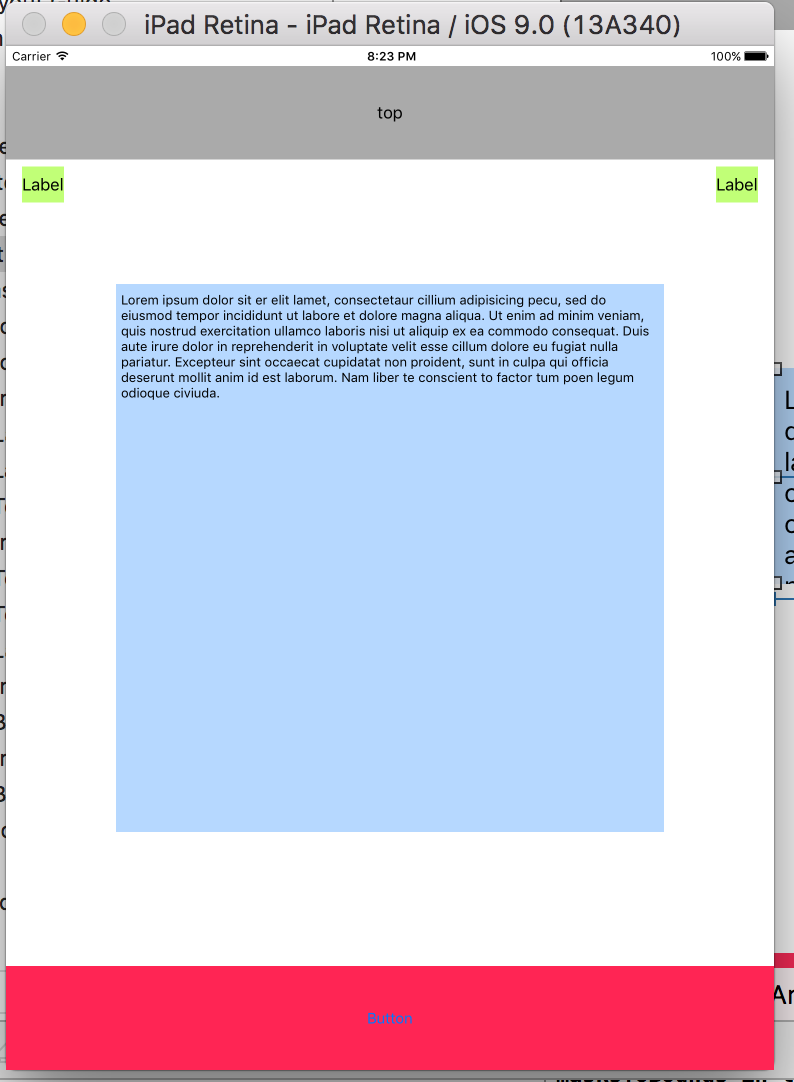 iPad Retina - iPad Retina / iOS 9.0 (13A340)
Carrier 8:23 PM 100%
top
Label Label
Lorem ipsum dolor sit er elit lamet, consectetaur cillium adipisicing pecu, sed do
eiusmod tempor incididunt ut labore et dolore magna aliqua. Ut enim ad minim veniam,
quis nostrud exercitation ullamco laboris nisi ut aliquip ex ea commodo consequat. Duis
aute irure dolor in reprehenderit in voluptate velit esse cillum dolore eu fugiat nulla
pariatur. Excepteur sint occaecat cupidatat non proident, sunt in culpa qui officia
deserunt mollit anim id est laborum. Nam liber te conscient to factor tum poen legum
odioque civiuda.
Button